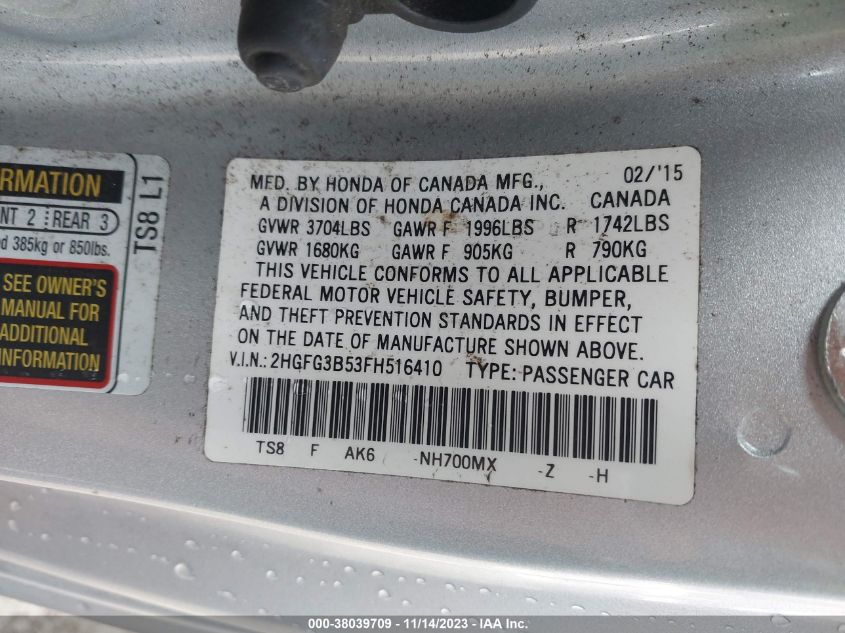 RMATION
NT 2 REAR 3
d 385kg or 850lbs.
SEE OWNER'S
MANUAL FOR
ADDITIONAL
INFORMATION
TS8 L1
MFD. BY HONDA OF CANADA MFG., 02/'15
A DIVISION OF HONDA CANADA INC. CANADA
GVWR 3704LBS GAWR F 1996LBS R 1742LBS
GVWR 1680KG GAWR F 905KG R 790KG
THIS VEHICLE CONFORMS TO ALL APPLICABLE
FEDERAL MOTOR VEHICLE SAFETY, BUMPER,
AND THEFT PREVENTION STANDARDS IN EFFECT
ON THE DATE OF MANUFACTURE SHOWN ABOVE.
V.I.N.: 2HGFG3B53FH516410 TYPE: PASSENGER CAR
TS8 F AK6 -NH700MX -Z -H
000-38039709 - 11/14/2023 - IAA Inc.